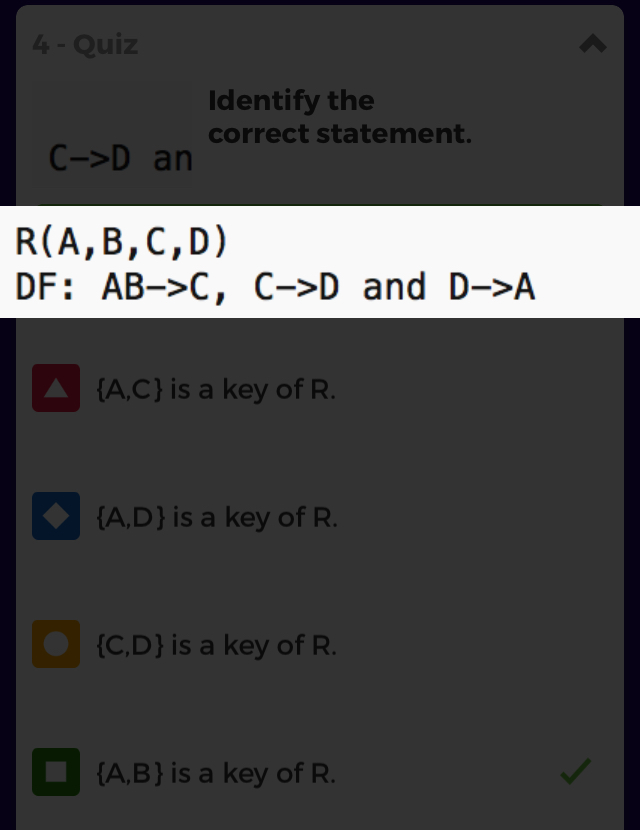 4 - Quiz
Identify the
correct statement.
C->D an
R(A,B,C,D)
DF: AB->C, C->D and D->A
{A,C} is a key of R.
{A,D} is a key of R.
{C,D} is a key of R.
{A,B} is a key of R.